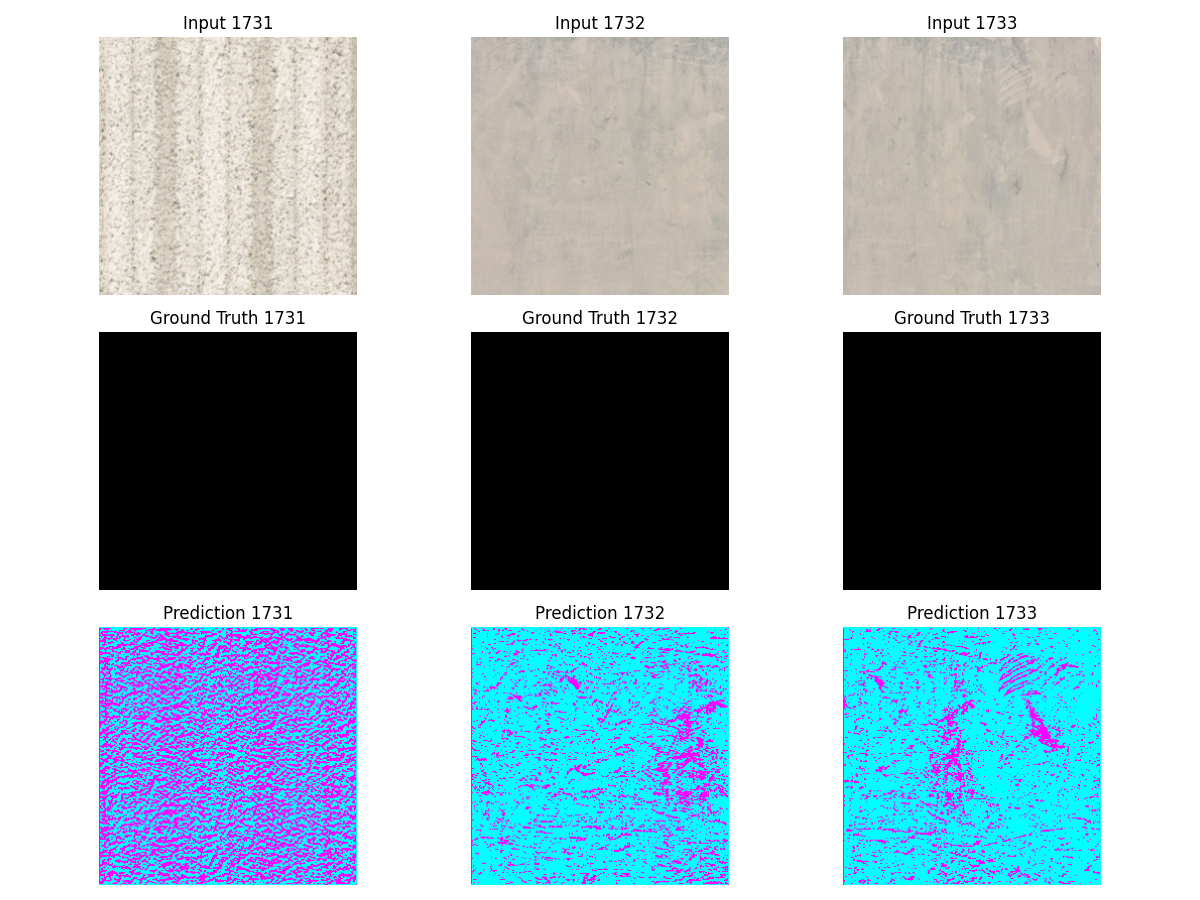 Input 1731
Input 1732
Input 1733
Ground Truth 1731
Ground Truth 1732
Ground Truth 1733
Prediction 1731
Prediction 1732
Prediction 1733